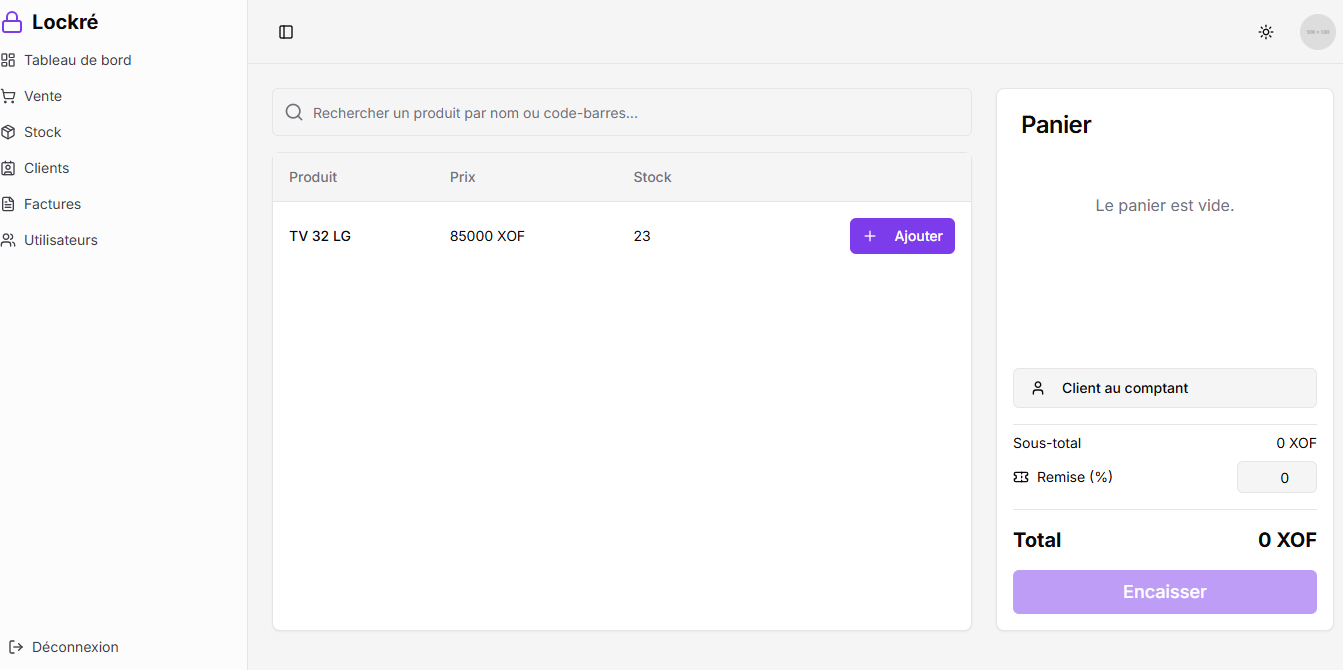 Lockré
Tableau de bord
Vente
Stock
Clients
Factures
Utilisateurs
Déconnexion
Rechercher un produit par nom ou code-barres...
Produit Prix Stock
TV 32 LG 85000 XOF 23 + Ajouter
Panier
Le panier est vide.
Client au comptant
Sous-total 0 XOF
Remise (%) 0
Total 0 XOF
Encaisser